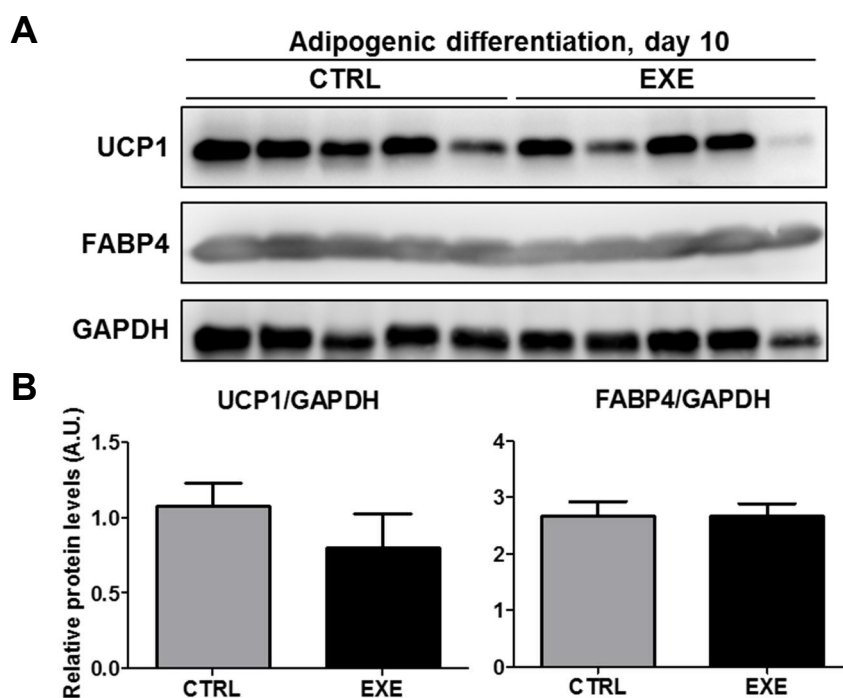 A
Adipogenic differentiation, day 10
CTRL EXE
UCP1
FABP4
GAPDH
B
UCP1/GAPDH FABP4/GAPDH
Relative protein levels (A.U.)
1.5
1.0
0.5
0.0
CTRL EXE
4
3
2
1
0
CTRL EXE